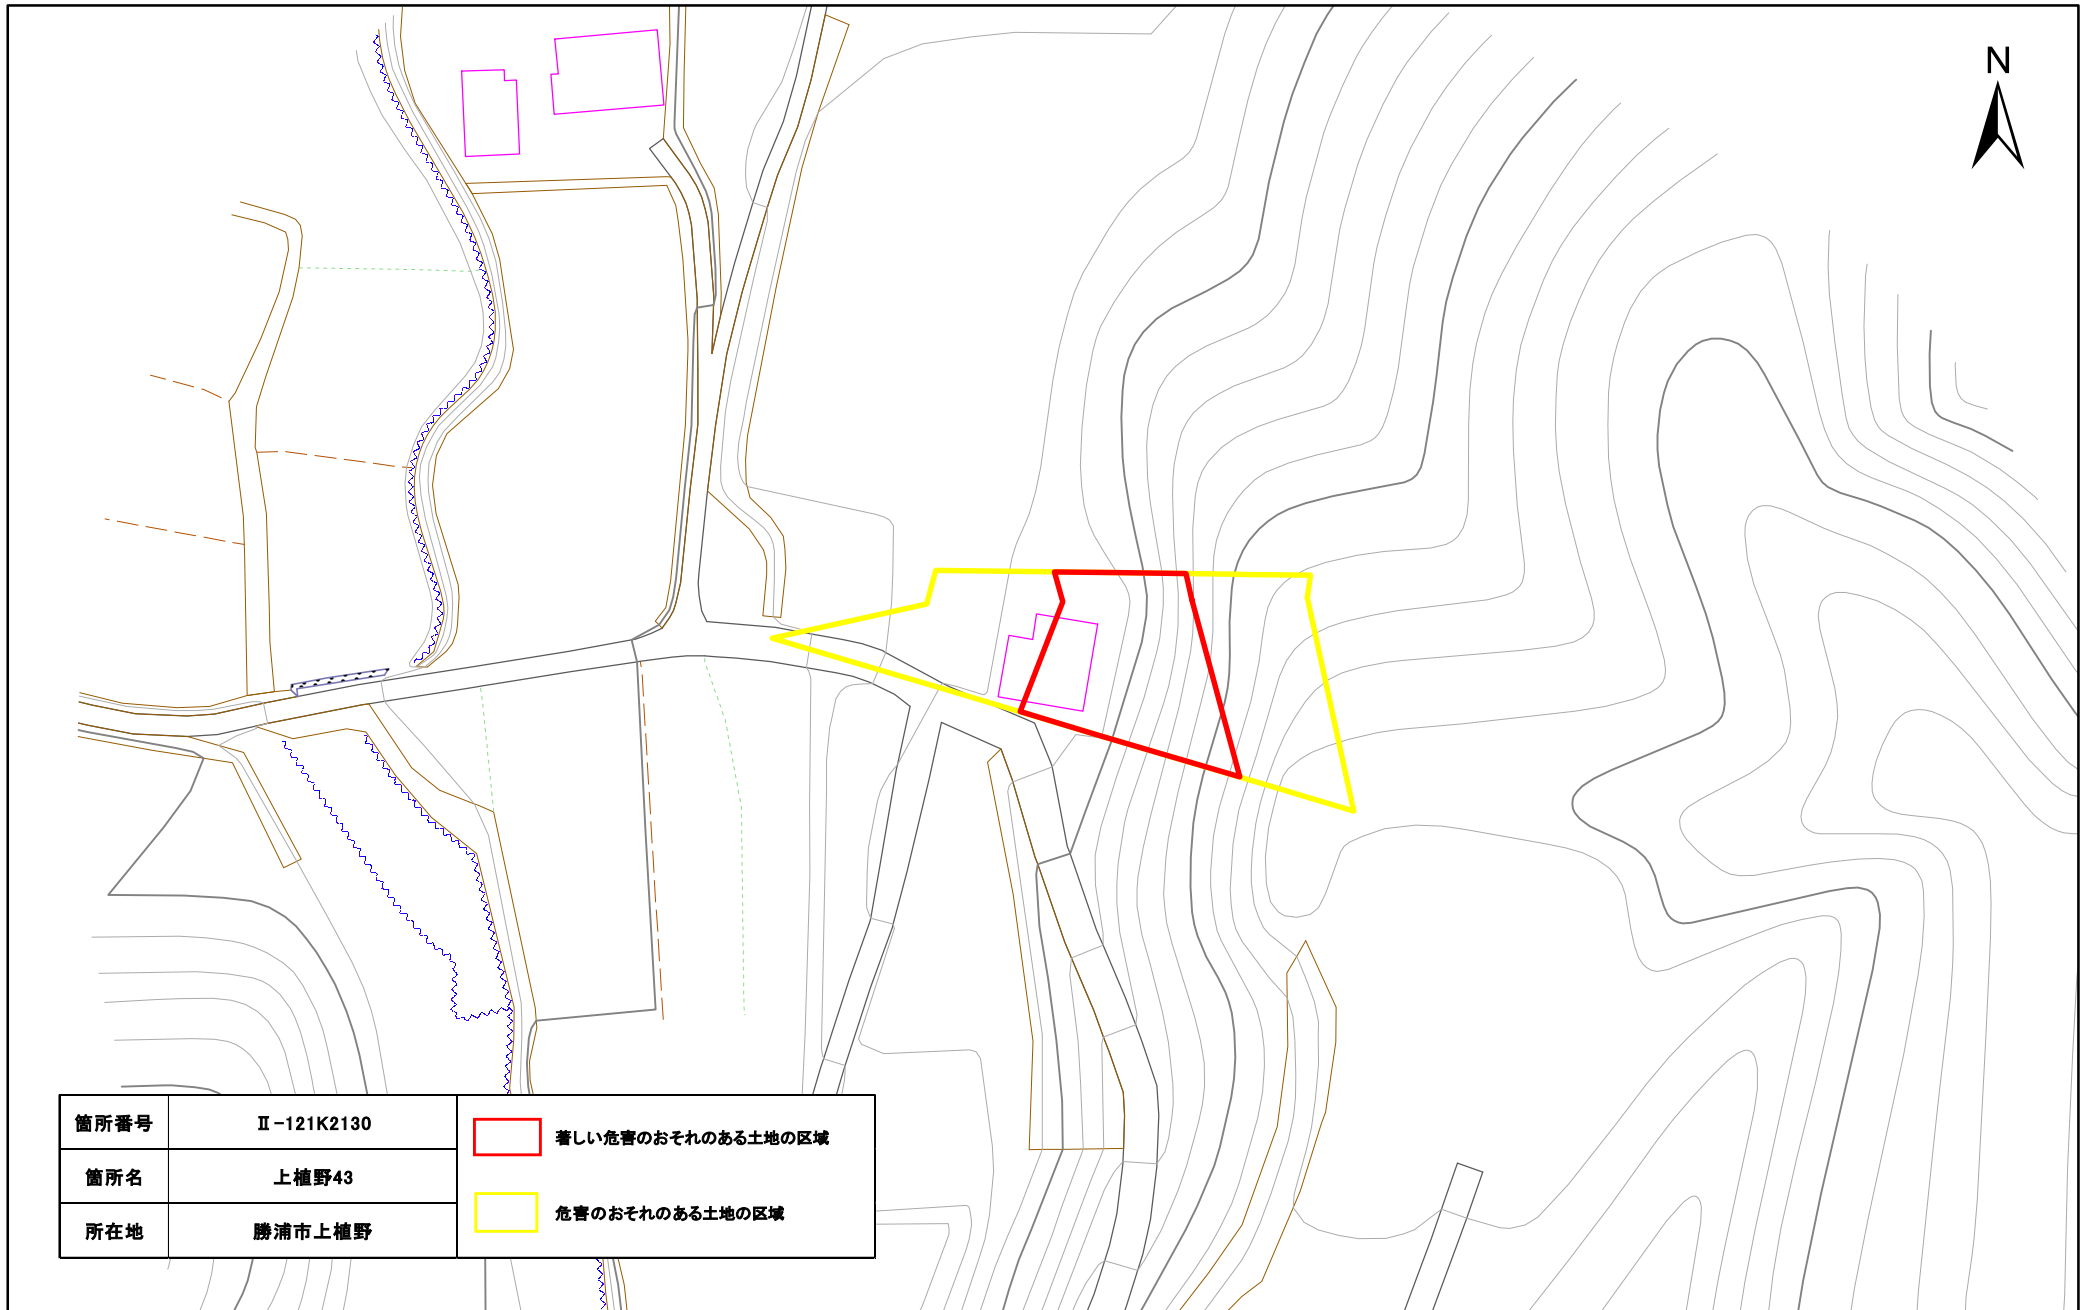 N
箇所番号 Ⅱ-121K2130
箇所名 上植野43
所在地 勝浦市上植野
著しい危害のおそれのある土地の区域
危害のおそれのある土地の区域